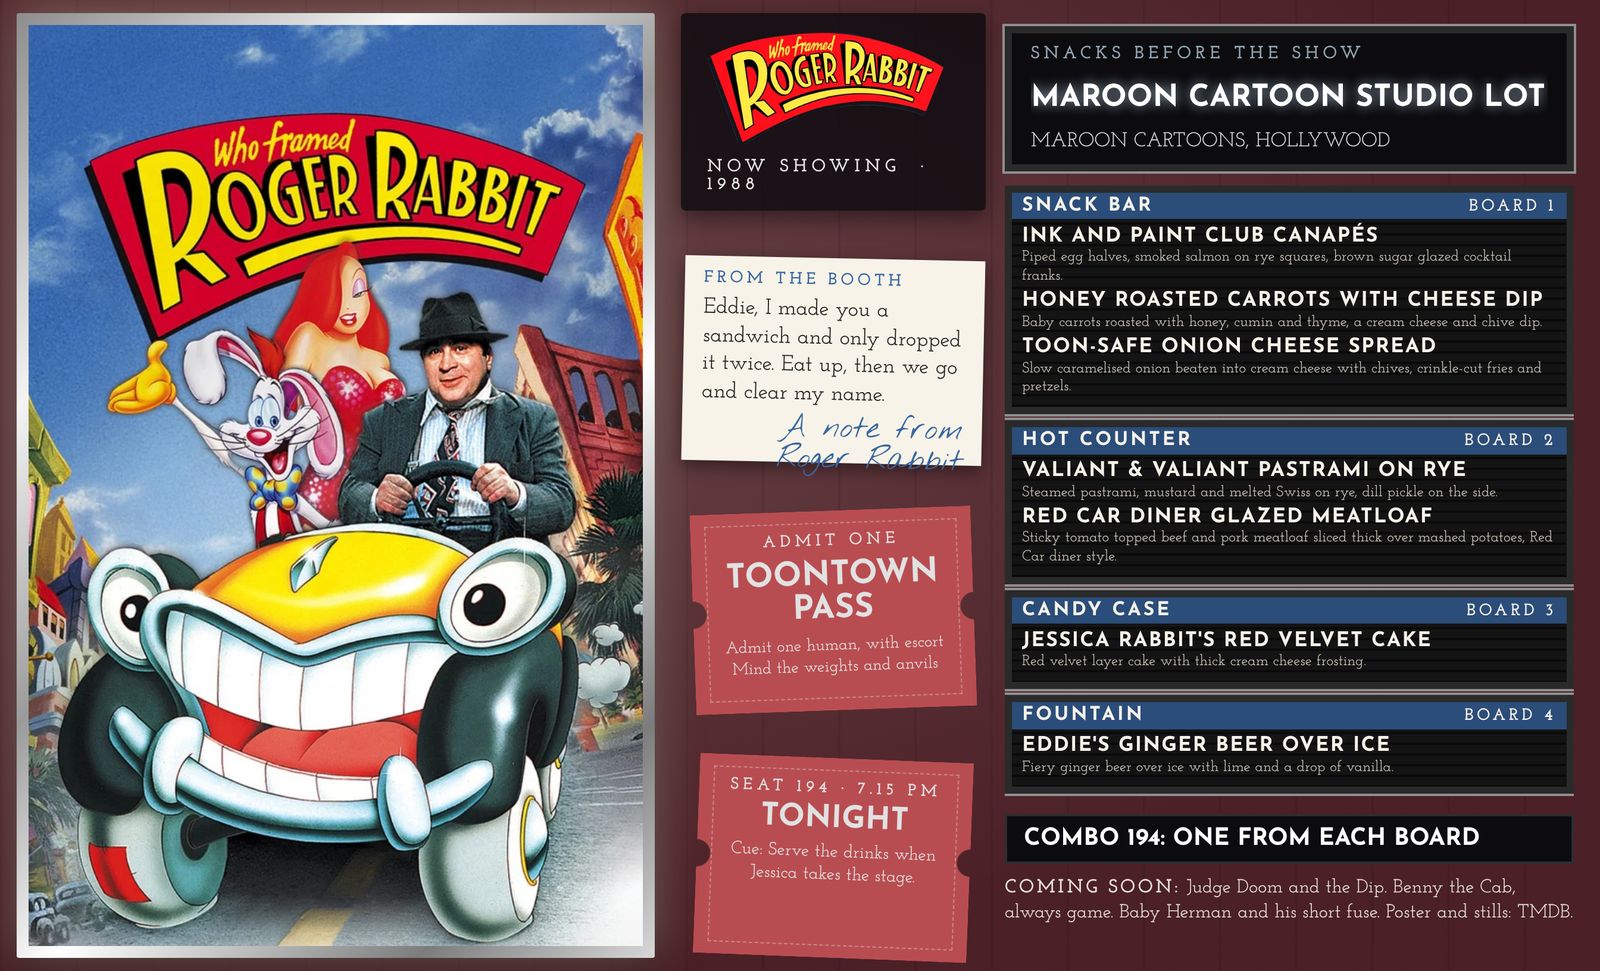 Who framed
ROGER RABBIT
Who framed
ROGER RABBIT
NOW SHOWING ·
1988
FROM THE BOOTH
Eddie, I made you a
sandwich and only dropped
it twice. Eat up, then we go
and clear my name.
A note from
Roger Rabbit
ADMIT ONE
TOONTOWN
PASS
Admit one human, with escort
Mind the weights and anvils
SEAT 194 · 7.15 PM
TONIGHT
Cue: Serve the drinks when
Jessica takes the stage.
SNACKS BEFORE THE SHOW
MAROON CARTOON STUDIO LOT
MAROON CARTOONS, HOLLYWOOD
SNACK BAR BOARD 1
INK AND PAINT CLUB CANAPÉS
Piped egg halves, smoked salmon on rye squares, brown sugar glazed cocktail
franks.
HONEY ROASTED CARROTS WITH CHEESE DIP
Baby carrots roasted with honey, cumin and thyme, a cream cheese and chive dip.
TOON-SAFE ONION CHEESE SPREAD
Slow caramelised onion beaten into cream cheese with chives, crinkle-cut fries and
pretzels.
HOT COUNTER BOARD 2
VALIANT & VALIANT PASTRAMI ON RYE
Steamed pastrami, mustard and melted Swiss on rye, dill pickle on the side.
RED CAR DINER GLAZED MEATLOAF
Sticky tomato topped beef and pork meatloaf sliced thick over mashed potatoes, Red
Car diner style.
CANDY CASE BOARD 3
JESSICA RABBIT'S RED VELVET CAKE
Red velvet layer cake with thick cream cheese frosting.
FOUNTAIN BOARD 4
EDDIE'S GINGER BEER OVER ICE
Fiery ginger beer over ice with lime and a drop of vanilla.
COMBO 194: ONE FROM EACH BOARD
COMING SOON: Judge Doom and the Dip. Benny the Cab,
always game. Baby Herman and his short fuse. Poster and stills: TMDB.